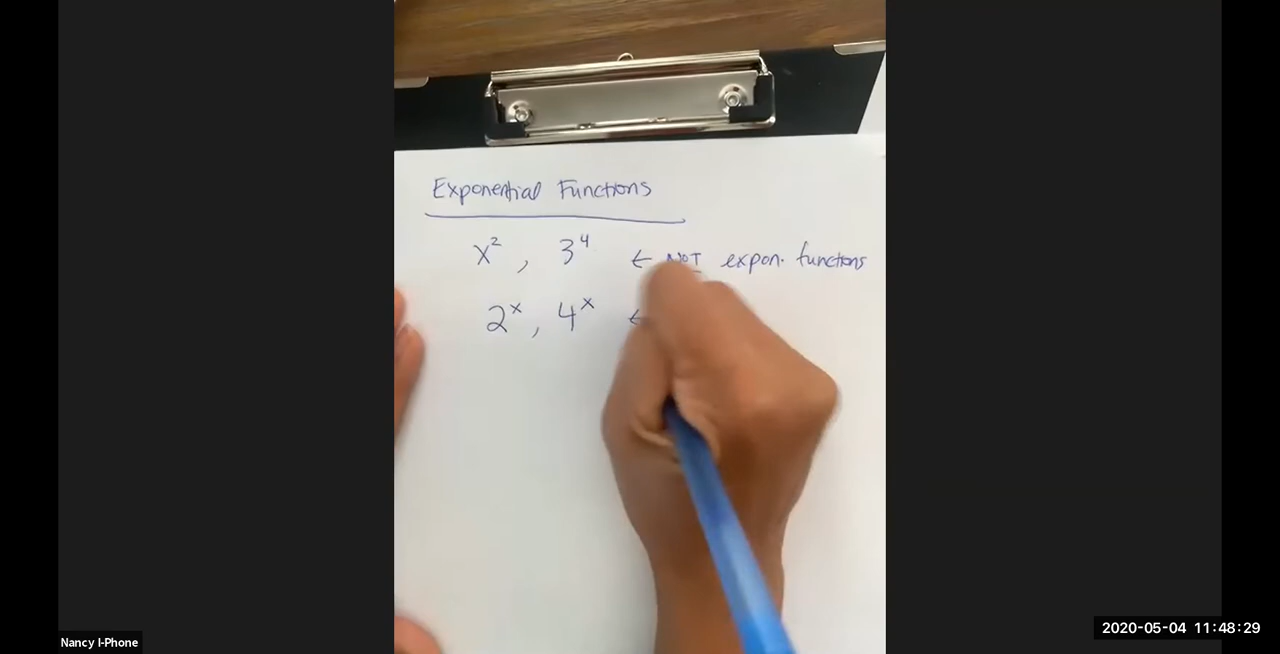 Exponential Functions
x², 3⁴ ← NOT expon. functions
2ˣ, 4ˣ ←
Nancy I-Phone
2020-05-04 11:48:29